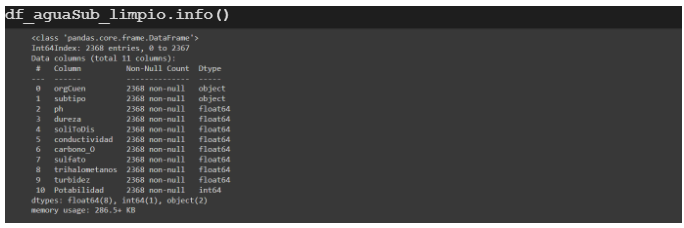 df_aguaSub_limpio.info()
<class 'pandas.core.frame.DataFrame'>
Int64Index: 2368 entries, 0 to 2367
Data columns (total 11 columns):
 #   Column          Non-Null Count  Dtype
---  ------          --------------  -----
 0   orgCuen         2368 non-null   object
 1   subtipo         2368 non-null   object
 2   ph              2368 non-null   float64
 3   dureza          2368 non-null   float64
 4   soliToDis       2368 non-null   float64
 5   conductividad   2368 non-null   float64
 6   carbono_O       2368 non-null   float64
 7   sulfato         2368 non-null   float64
 8   trihalometanos  2368 non-null   float64
 9   turbidez        2368 non-null   float64
 10  Potabilidad     2368 non-null   int64
dtypes: float64(8), int64(1), object(2)
memory usage: 286.5+ KB